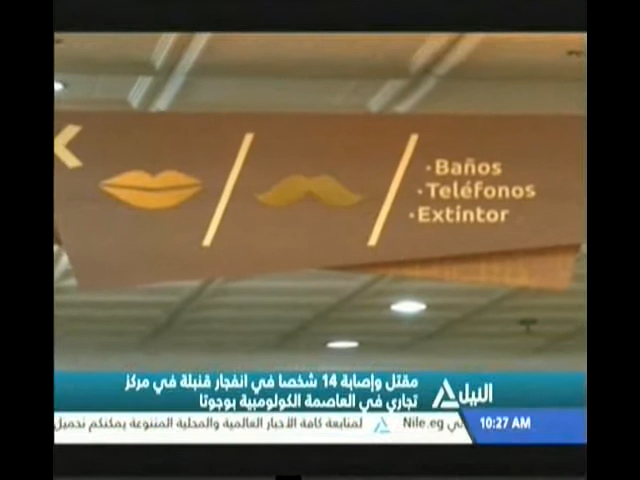 ·Baños
·Teléfonos
·Extintor
مقتل وإصابة 14 شخصا في انفجار قنبلة في مركز
تجاري في العاصمة الكولومبية بوجوتا
النيل
لمتابعة كافة الأخبار العالمية والمحلية المتنوعة يمكنكم تحميل
Nile.eg
10:27 AM